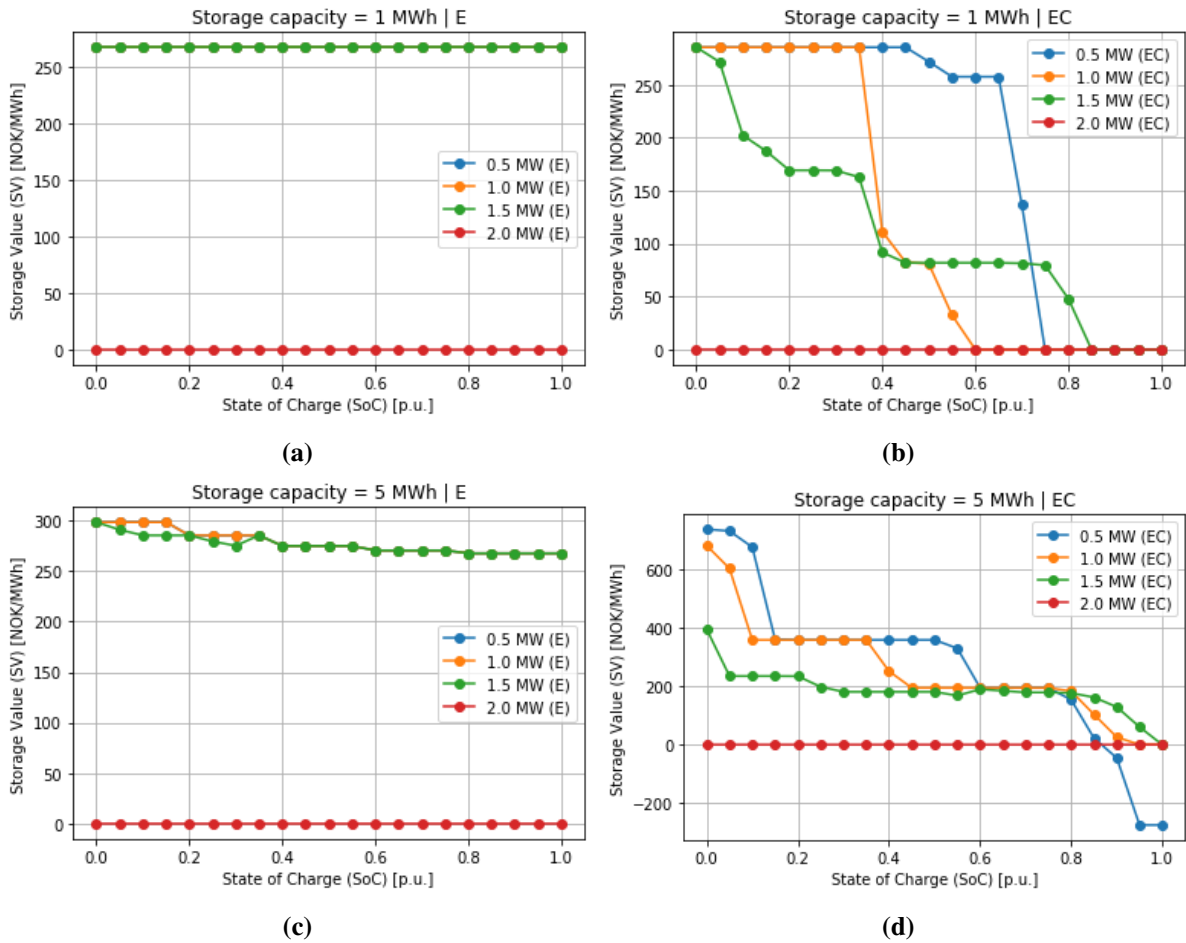 Storage capacity = 1 MWh | E
Storage Value (SV) [NOK/MWh]
250
200
150
100
50
0
0.5 MW (E)
1.0 MW (E)
1.5 MW (E)
2.0 MW (E)
0.0 0.2 0.4 0.6 0.8 1.0
State of Charge (SoC) [p.u.]
(a)
Storage capacity = 1 MWh | EC
Storage Value (SV) [NOK/MWh]
250
200
150
100
50
0
0.5 MW (EC)
1.0 MW (EC)
1.5 MW (EC)
2.0 MW (EC)
0.0 0.2 0.4 0.6 0.8 1.0
State of Charge (SoC) [p.u.]
(b)
Storage capacity = 5 MWh | E
Storage Value (SV) [NOK/MWh]
300
250
200
150
100
50
0
0.5 MW (E)
1.0 MW (E)
1.5 MW (E)
2.0 MW (E)
0.0 0.2 0.4 0.6 0.8 1.0
State of Charge (SoC) [p.u.]
(c)
Storage capacity = 5 MWh | EC
Storage Value (SV) [NOK/MWh]
600
400
200
0
−200
0.5 MW (EC)
1.0 MW (EC)
1.5 MW (EC)
2.0 MW (EC)
0.0 0.2 0.4 0.6 0.8 1.0
State of Charge (SoC) [p.u.]
(d)